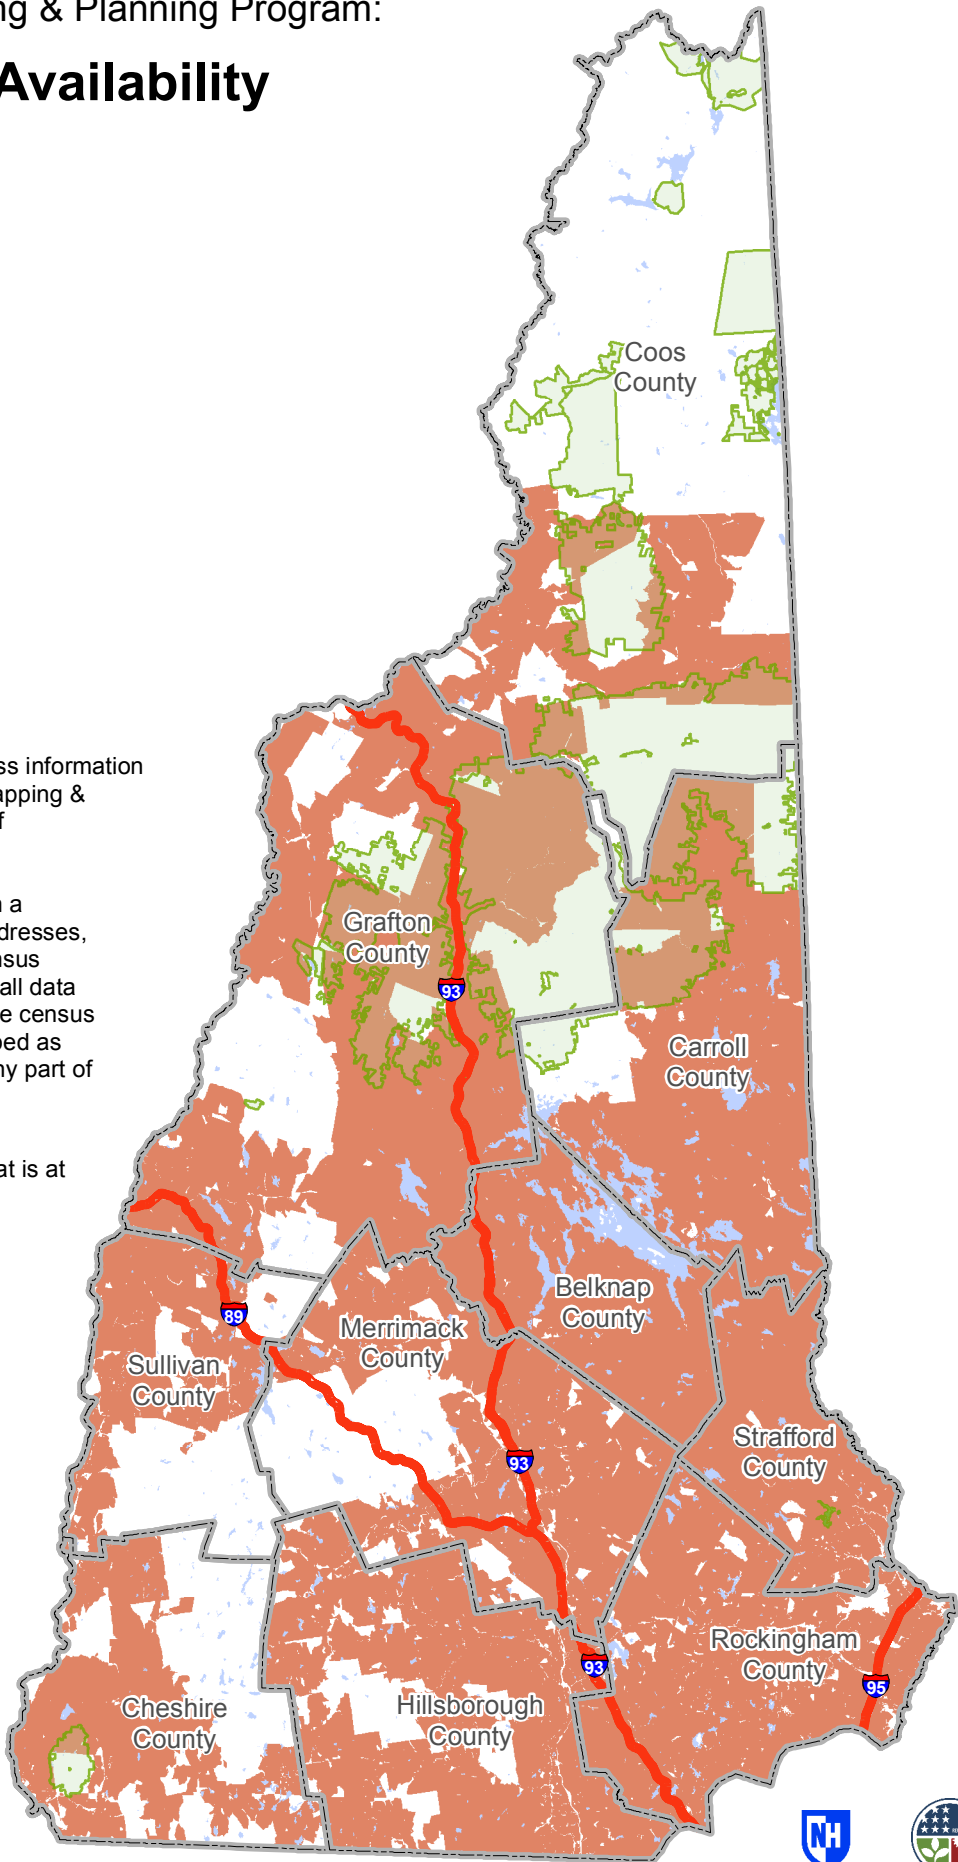 ng & Planning Program:
Availability
Coos
County
ss information
apping &
f
n a
dresses,
nsus
all data
e census
ped as
ny part of
at is at
Grafton
County
93
Carroll
County
Belknap
County
89
Merrimack
County
Sullivan
County
Strafford
County
93
Rockingham
County
93
95
Cheshire
County
Hillsborough
County
NH